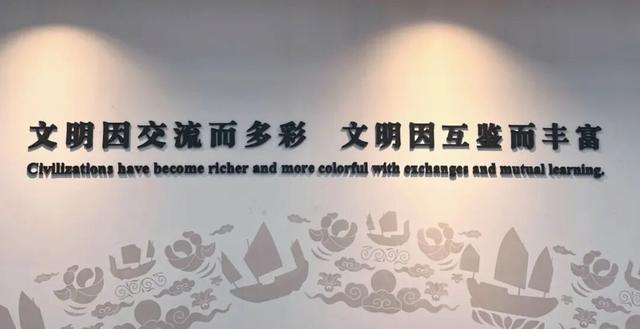 文明因交流而多彩 文明因互鉴而丰富
Civilizations have become richer and more colorful with exchanges and mutual learning.